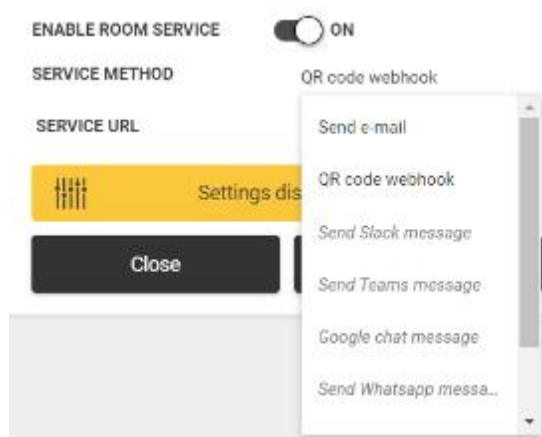 ENABLE ROOM SERVICE ON
SERVICE METHOD QR code webhook
SERVICE URL
Send e-mail
QR code webhook
Settings dis
Send Slack message
Close
Send Teams message
Google chat message
Send Whatsapp messa...